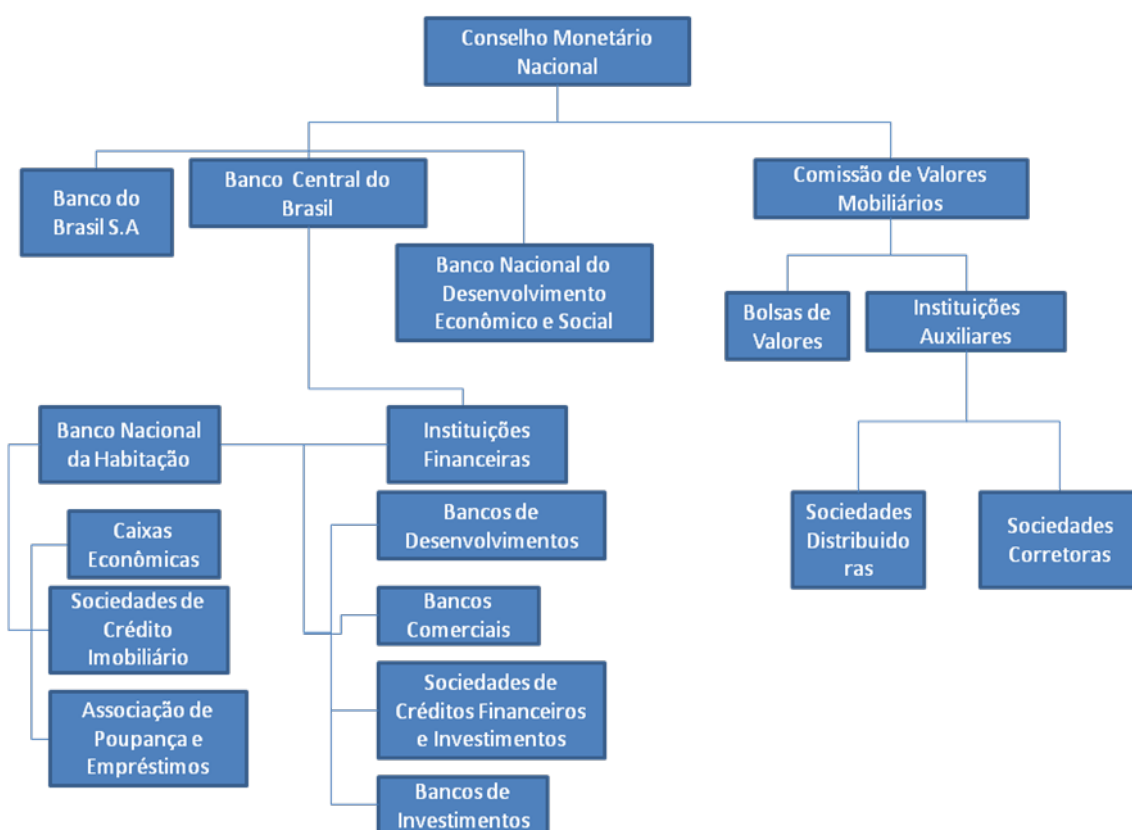 Conselho Monetário
Nacional
Banco do
Brasil S.A
Banco Central do
Brasil
Comissão de Valores
Mobiliários
Banco Nacional do
Desenvolvimento
Econômico e Social
Bolsas de
Valores
Instituições
Auxiliares
Banco Nacional
da Habitação
Instituições
Financeiras
Caixas
Econômicas
Sociedades de
Crédito
Imobiliário
Associação de
Poupança e
Empréstimos
Bancos de
Desenvolvimentos
Bancos
Comerciais
Sociedades de
Créditos Financeiros
e Investimentos
Bancos de
Investimentos
Sociedades
Distribuido
ras
Sociedades
Corretoras